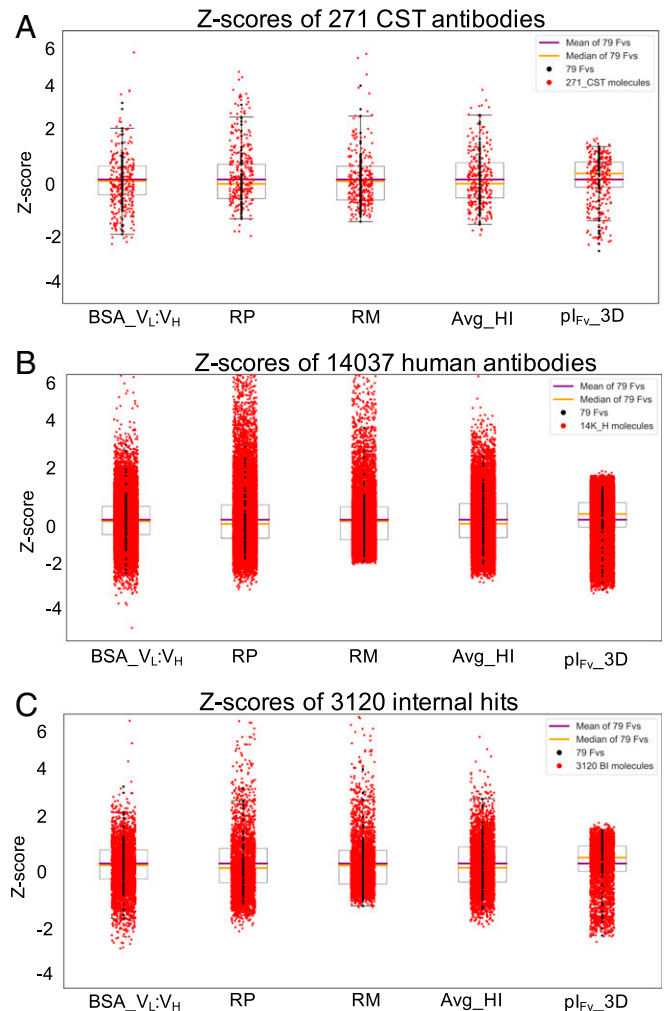 A
Z-scores of 271 CST antibodies
Mean of 79 Fvs
Median of 79 Fvs
79 Fvs
271_CST molecules
Z-score
6
4
2
0
-2
-4
BSA_VL:VH RP RM Avg_HI pIFv_3D
B
Z-scores of 14037 human antibodies
Mean of 79 Fvs
Median of 79 Fvs
79 Fvs
14K_H molecules
Z-score
6
4
2
0
-2
-4
BSA_VL:VH RP RM Avg_HI pIFv_3D
C
Z-scores of 3120 internal hits
Mean of 79 Fvs
Median of 79 Fvs
79 Fvs
3120 BI molecules
Z-score
6
4
2
0
-2
-4
BSA_VL:VH RP RM Avg_HI pIFv_3D